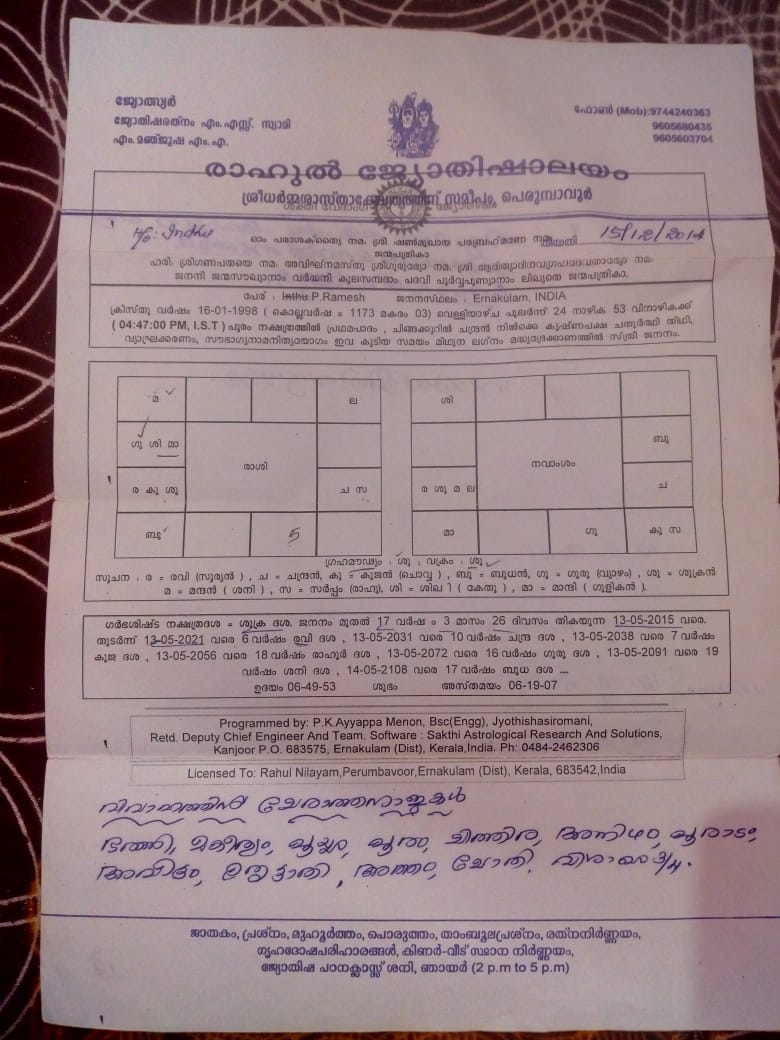 ജ്യോത്സ്യർ
ജ്യോതിഷരത്നം എം.എസ്സ്. സ്വാമി
എം.മഞ്ജുഷ എം.എ.
ഫോൺ (Mob):9744240363
9605680435
9605603704
രാഹുൽ ജ്യോതിഷാലയം
ശ്രീധർമ്മശാസ്താക്ഷേത്രത്തിന് സമീപം, പെരുമ്പാവൂർ
ശക്തി വേദാംഗ ജ്യോതിഷം
ഓം പരാശക്ത്യൈ നമ. ശ്രീ ഷൺമുഖായ പരബ്രഹ്മണേ നമ തീയതി 15/12/2014
ജന്മപത്രികാ
ഹരി. ശ്രീഗണപതയെ നമ. അവിഘ്നമസ്തു ശ്രീഗുരുഭ്യോ നമ. ശ്രീ ആദിത്യാദിനവഗ്രഹദേവതാഭ്യോ നമ.
ജനനീ ജന്മസൗഖ്യാനാം വർദ്ധനീ കുലസമ്പദാം പദവീ പൂർവ്വപുണ്യാനാം ലിഖ്യതെ ജന്മപത്രികാ.
പേര് : Inthu.P.Ramesh ജനനസ്ഥലം : Ernakulam, INDIA
ക്രിസ്തു വർഷം 16-01-1998 ( കൊല്ലവർഷം 1173 മകരം 03) വെള്ളിയാഴ്ച പുലർന്ന് 24 നാഴിക 53 വിനാഴികക്ക്
( 04:47:00 PM, I.S.T ) പൂരം നക്ഷത്രത്തിൽ പ്രഥമപാദം , ചിങ്ങക്കൂറിൽ ചന്ദ്രൻ നിൽക്കെ കൃഷ്ണപക്ഷ ചതുർത്ഥി തിഥി,
വ്യാഘ്രക്കരണം, സൗഭാഗ്യനാമനിത്യയോഗം ഇവ കൂടിയ സമയം മിഥുന ലഗ്നം മദ്ധ്യദ്രേക്കാണത്തിൽ സ്ത്രീ ജനനം.
മ ല
ഗു ശി മാ
രാശി
ര കു ശു ച സ
ബു 5
ശി
ബു
നവാംശം
ര ശു മ ല ച
മാ ഗു കു സ
ഗ്രഹമൗഢ്യം : ശു , വക്രം : ശു
സൂചന : ര = രവി (സൂര്യൻ ) , ച = ചന്ദ്രൻ, കു = കുജൻ (ചൊവ്വ ) , ബു = ബുധൻ, ഗു = ഗുരു (വ്യാഴം) , ശു = ശുക്രൻ
മ = മന്ദൻ ( ശനി ) , സ = സർപ്പം (രാഹു), ശി = ശിഖി ( കേതു ) , മാ = മാന്ദി ( ഗുളികൻ ).
ഗർഭശിഷ്ട നക്ഷത്രദശ = ശുക്ര ദശ. ജനനം മുതൽ 17 വർഷം 3 മാസം 26 ദിവസം തികയുന്ന 13-05-2015 വരെ.
തുടർന്ന് 13-05-2021 വരെ 6 വർഷം രവി ദശ , 13-05-2031 വരെ 10 വർഷം ചന്ദ്ര ദശ , 13-05-2038 വരെ 7 വർഷം
കുജ ദശ , 13-05-2056 വരെ 18 വർഷം രാഹുർ ദശ , 13-05-2072 വരെ 16 വർഷം ഗുരു ദശ , 13-05-2091 വരെ 19
വർഷം ശനി ദശ , 14-05-2108 വരെ 17 വർഷം ബുധ ദശ ....
ഉദയം 06-49-53 ശുഭം അസ്തമയം 06-19-07
Programmed by: P.K.Ayyappa Menon, Bsc(Engg), Jyothishasiromani,
Retd. Deputy Chief Engineer And Team. Software : Sakthi Astrological Research And Solutions,
Kanjoor P.O. 683575, Ernakulam (Dist), Kerala,India. Ph: 0484-2462306
Licensed To: Rahul Nilayam,Perumbavoor,Ernakulam (Dist), Kerala, 683542,India
വിവാഹത്തിന് ചേരുന്നനാളുകൾ
ഭരണി, മകീര്യം, പൂയം, പൂരം, ചിത്തിര, അനിഴം, പൂരാടം,
അവിട്ടം, ഉതൃട്ടാതി, അത്തം, ചോതി, വിശാഖം3/4.
ജാതകം, പ്രശ്നം, മുഹൂർത്തം, പൊരുത്തം, താംബൂലപ്രശ്നം, രത്നനിർണ്ണയം,
ഗൃഹദോഷപരിഹാരങ്ങൾ, കിണർ-വീട് സ്ഥാന നിർണ്ണയം,
ജ്യോതിഷ പഠനക്ലാസ്സ് ശനി, ഞായർ (2 p.m to 5 p.m)